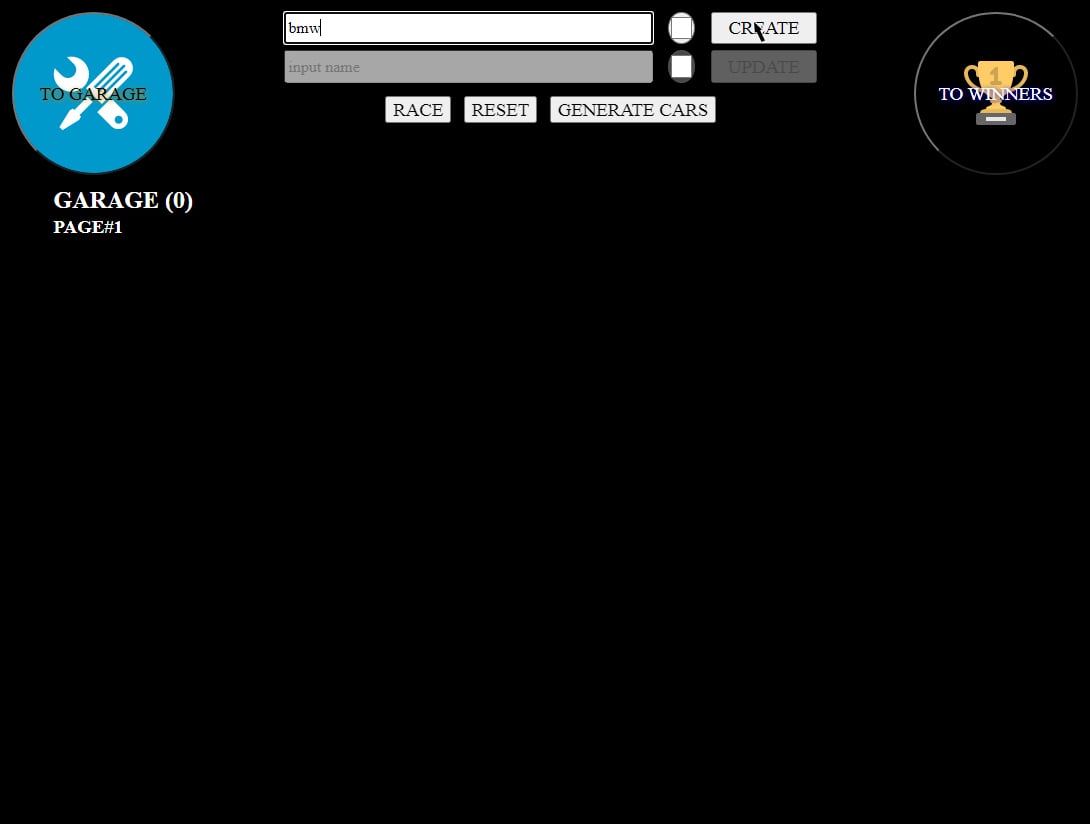 bmw
CREATE
input name
UPDATE
TO GARAGE
1
TO WINNERS
RACE
RESET
GENERATE CARS
GARAGE (0)
PAGE#1